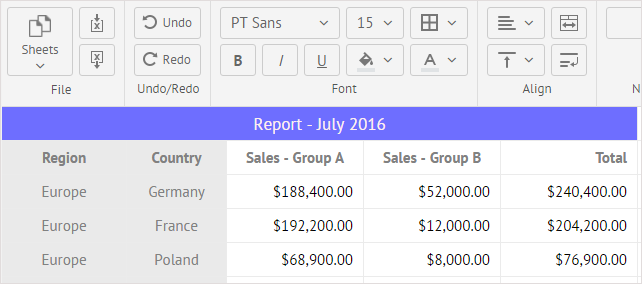 Undo
PT Sans 15
Sheets
B I U Redo A
File Undo/Redo Font Align N
Report - July 2016
Region Country Sales - Group A Sales - Group B Total
Europe Germany $188,400.00 $52,000.00 $240,400.00
Europe France $192,200.00 $12,000.00 $204,200.00
Europe Poland $68,900.00 $8,000.00 $76,900.00